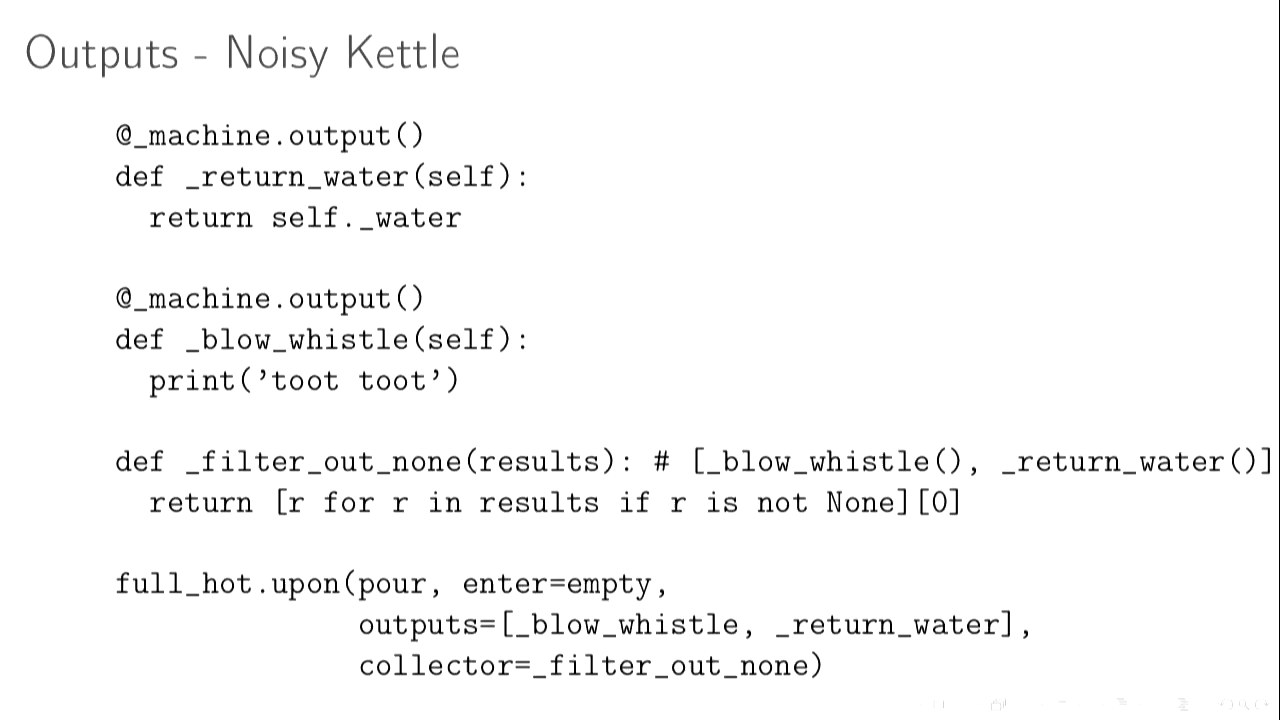 Outputs - Noisy Kettle
@_machine.output()
def _return_water(self):
  return self._water
@_machine.output()
def _blow_whistle(self):
  print(’toot toot’)
def _filter_out_none(results): # [_blow_whistle(), _return_water()]
  return [r for r in results if r is not None][0]
full_hot.upon(pour, enter=empty,
              outputs=[_blow_whistle, _return_water],
              collector=_filter_out_none)